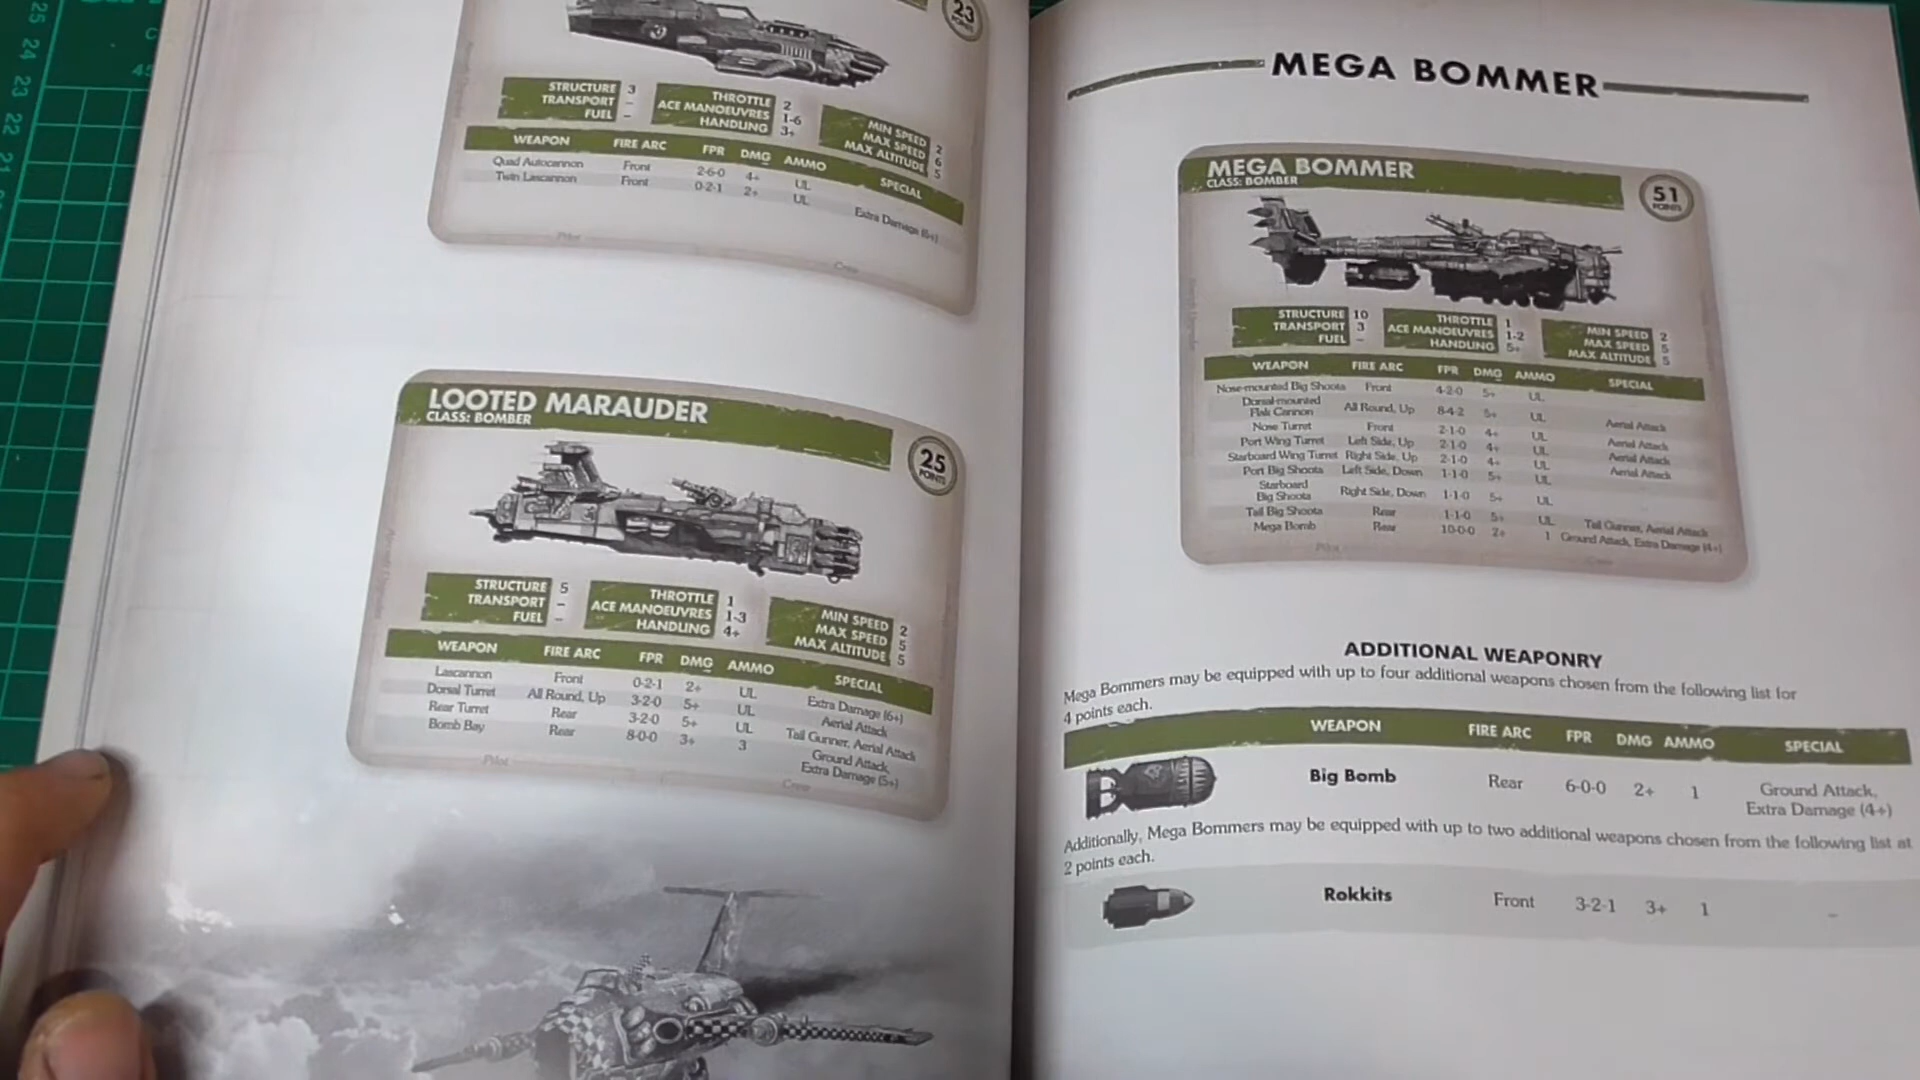 23
POINTS
STRUCTURE 3
TRANSPORT -
FUEL -
THROTTLE 2
ACE MANOEUVRES 1-6
HANDLING 3+
MIN SPEED 2
MAX SPEED 6
MAX ALTITUDE 5
WEAPON FIRE ARC FPR DMG AMMO SPECIAL
Quad Autocannon Front 2-6-0 4+ UL
Twin Lascannon Front 0-2-1 2+ UL Extra Damage (6+)
Pilot Crew
LOOTED MARAUDER
CLASS: BOMBER
25
POINTS
STRUCTURE 5
TRANSPORT -
FUEL -
THROTTLE 1
ACE MANOEUVRES 1-3
HANDLING 4+
MIN SPEED 2
MAX SPEED 5
MAX ALTITUDE 5
WEAPON FIRE ARC FPR DMG AMMO SPECIAL
Lascannon Front 0-2-1 2+ UL Extra Damage (6+)
Dorsal Turret All Round, Up 3-2-0 5+ UL Aerial Attack
Rear Turret Rear 3-2-0 5+ UL Tail Gunner, Aerial Attack
Bomb Bay Rear 8-0-0 3+ 3 Ground Attack,
Extra Damage (5+)
Pilot Crew
MEGA BOMMER
MEGA BOMMER
CLASS: BOMBER
51
POINTS
STRUCTURE 10
TRANSPORT 3
FUEL -
THROTTLE 1
ACE MANOEUVRES 1-2
HANDLING 5+
MIN SPEED 2
MAX SPEED 5
MAX ALTITUDE 5
WEAPON FIRE ARC FPR DMG AMMO SPECIAL
Nose-mounted Big Shoota Front 4-2-0 5+ UL
Dorsal-mounted
Flak Cannon All Round, Up 8-4-2 5+ UL Aerial Attack
Nose Turret Front 2-1-0 4+ UL Aerial Attack
Port Wing Turret Left Side, Up 2-1-0 4+ UL Aerial Attack
Starboard Wing Turret Right Side, Up 2-1-0 4+ UL Aerial Attack
Port Big Shoota Left Side, Down 1-1-0 5+ UL
Starboard
Big Shoota Right Side, Down 1-1-0 5+ UL
Tail Big Shoota Rear 1-1-0 5+ UL Tail Gunner, Aerial Attack
Mega Bomb Rear 10-0-0 2+ 1 Ground Attack, Extra Damage (4+)
Pilot Crew
ADDITIONAL WEAPONRY
Mega Bommers may be equipped with up to four additional weapons chosen from the following list for
4 points each.
WEAPON FIRE ARC FPR DMG AMMO SPECIAL
Big Bomb Rear 6-0-0 2+ 1 Ground Attack,
Extra Damage (4+)
Additionally, Mega Bommers may be equipped with up to two additional weapons chosen from the following list at
2 points each.
Rokkits Front 3-2-1 3+ 1 -
25
24
23
22
21